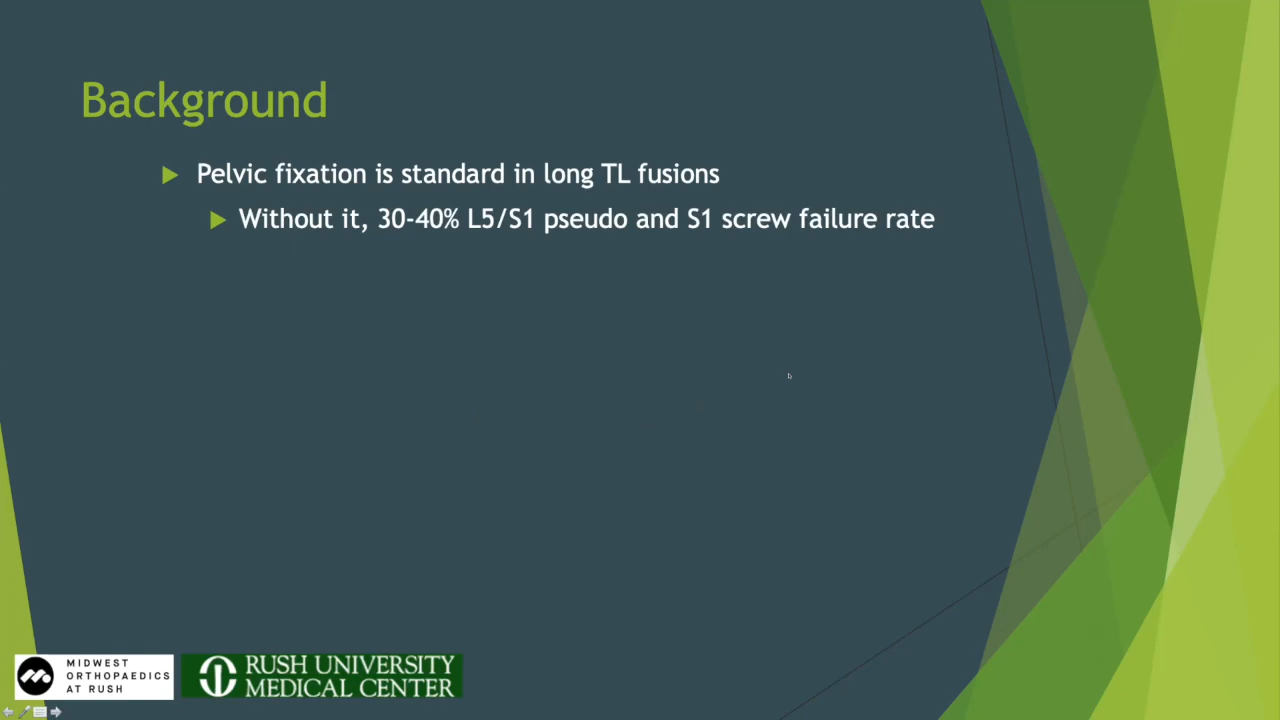 Background
Pelvic fixation is standard in long TL fusions
Without it, 30-40% L5/S1 pseudo and S1 screw failure rate
MIDWEST
ORTHOPAEDICS
AT RUSH
RUSH UNIVERSITY
MEDICAL CENTER